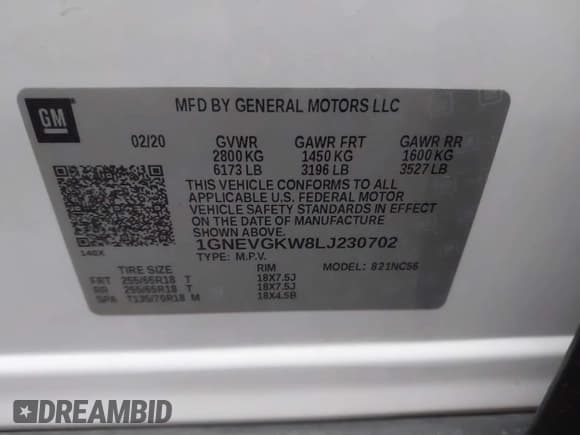 GM
MFD BY GENERAL MOTORS LLC
02/20 GVWR GAWR FRT GAWR RR
2800 KG 1450 KG 1600 KG
6173 LB 3196 LB 3527 LB
THIS VEHICLE CONFORMS TO ALL
APPLICABLE U.S. FEDERAL MOTOR
VEHICLE SAFETY STANDARDS IN EFFECT
ON THE DATE OF MANUFACTURE
SHOWN ABOVE.
1GNEVGKW8LJ230702
TYPE: M.P.V. MODEL: 821NC56
TIRE SIZE RIM
FRT 255/65R18 T 18X7.5J
RR 255/65R18 T 18X7.5J
SPA T135/70R18 M 18X4.5B
DREAMBID